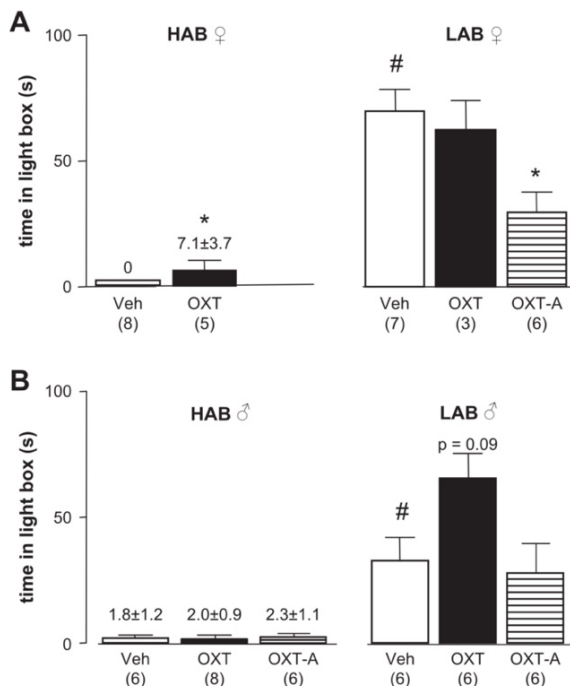 A
HAB ♀ LAB ♀
time in light box (s)
100
50
0
0
*
7.1±3.7
#
*
Veh OXT Veh OXT OXT-A
(8) (5) (7) (3) (6)
B
HAB ♂ LAB ♂
time in light box (s)
100
50
0
p = 0.09
#
1.8±1.2 2.0±0.9 2.3±1.1
Veh OXT OXT-A Veh OXT OXT-A
(6) (8) (6) (6) (6) (6)